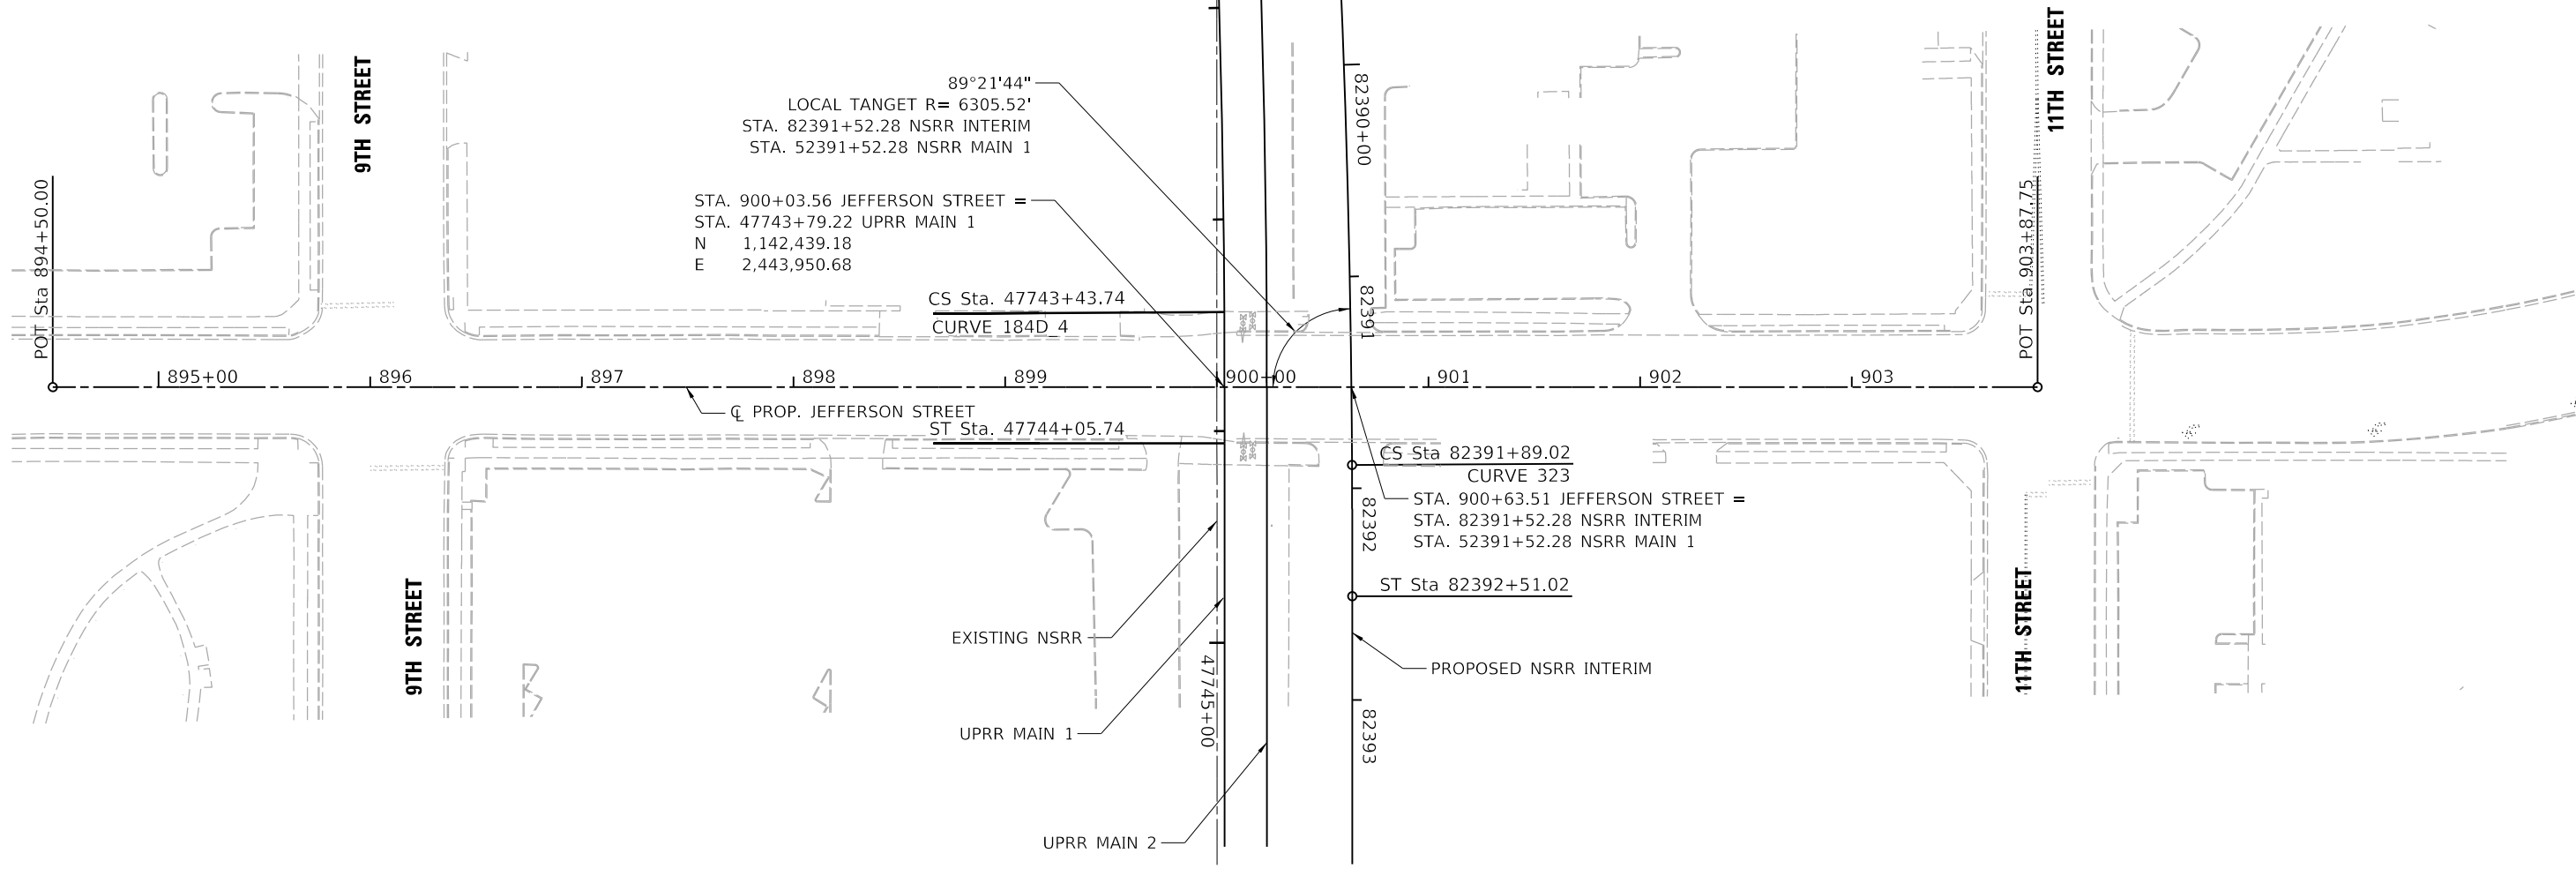 9TH STREET
11TH STREET
89°21'44"
LOCAL TANGET R= 6305.52'
STA. 82391+52.28 NSRR INTERIM
STA. 52391+52.28 NSRR MAIN 1
82390+00
STA. 900+03.56 JEFFERSON STREET =
STA. 47743+79.22 UPRR MAIN 1
N 1,142,439.18
E 2,443,950.68
POT Sta 894+50.00
POT Sta 903+87.75
CS Sta. 47743+43.74
CURVE 184D_4
82391
895+00
896
897
898
899
900+00
901
902
903
℄ PROP. JEFFERSON STREET
ST Sta. 47744+05.74
CS Sta 82391+89.02
CURVE 323
STA. 900+63.51 JEFFERSON STREET =
STA. 82391+52.28 NSRR INTERIM
STA. 52391+52.28 NSRR MAIN 1
82392
ST Sta 82392+51.02
9TH STREET
11TH STREET
EXISTING NSRR
PROPOSED NSRR INTERIM
47745+00
82393
UPRR MAIN 1
UPRR MAIN 2